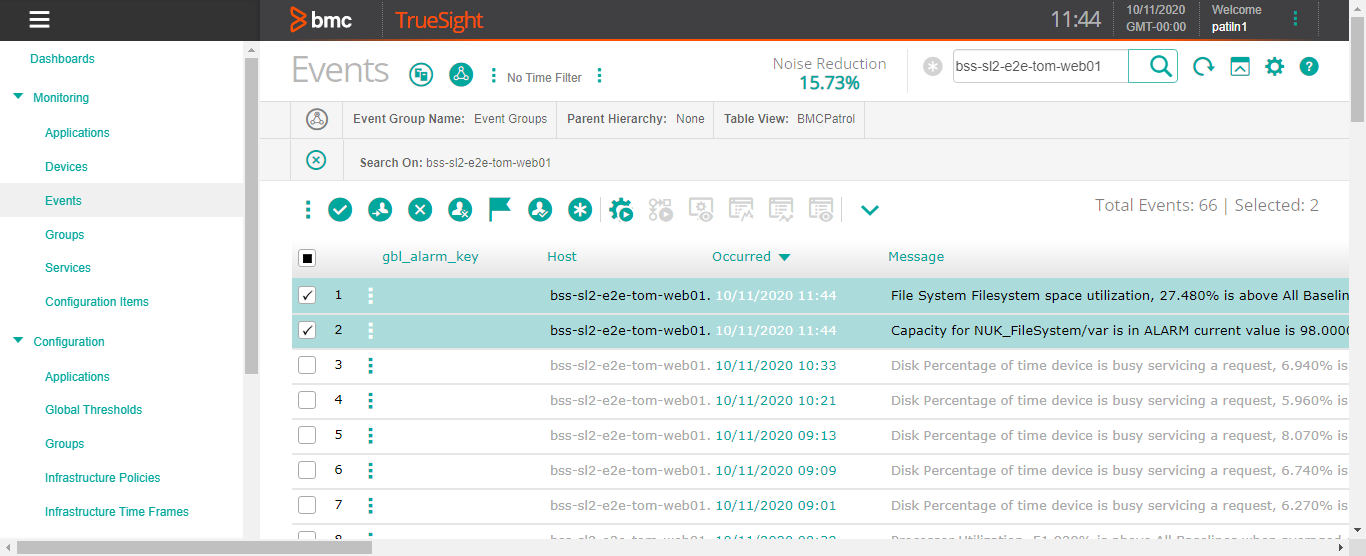 bmc TrueSight 11:44 10/11/2020 GMT-00:00 Welcome patiln1
Dashboards
Monitoring
Applications
Devices
Events
Groups
Services
Configuration Items
Configuration
Applications
Global Thresholds
Groups
Infrastructure Policies
Infrastructure Time Frames
Events No Time Filter Noise Reduction 15.73% bss-sl2-e2e-tom-web01 ?
Event Group Name: Event Groups Parent Hierarchy: None Table View: BMCPatrol
Search On: bss-sl2-e2e-tom-web01
Total Events: 66 | Selected: 2
gbl_alarm_key Host Occurred Message
1 bss-sl2-e2e-tom-web01. 10/11/2020 11:44 File System Filesystem space utilization, 27.480% is above All Baselin
2 bss-sl2-e2e-tom-web01. 10/11/2020 11:44 Capacity for NUK_FileSystem/var is in ALARM current value is 98.0000
3 bss-sl2-e2e-tom-web01. 10/11/2020 10:33 Disk Percentage of time device is busy servicing a request, 6.940% is
4 bss-sl2-e2e-tom-web01. 10/11/2020 10:21 Disk Percentage of time device is busy servicing a request, 5.960% is
5 bss-sl2-e2e-tom-web01. 10/11/2020 09:13 Disk Percentage of time device is busy servicing a request, 8.070% is
6 bss-sl2-e2e-tom-web01. 10/11/2020 09:09 Disk Percentage of time device is busy servicing a request, 6.740% is
7 bss-sl2-e2e-tom-web01. 10/11/2020 09:01 Disk Percentage of time device is busy servicing a request, 6.270% is